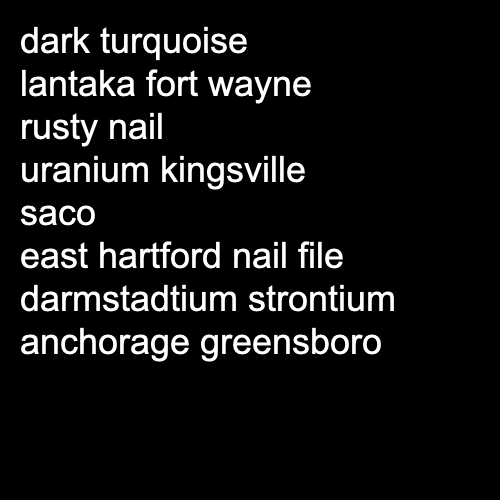 dark turquoise
lantaka fort wayne
rusty nail
uranium kingsville
saco
east hartford nail file
darmstadtium strontium
anchorage greensboro